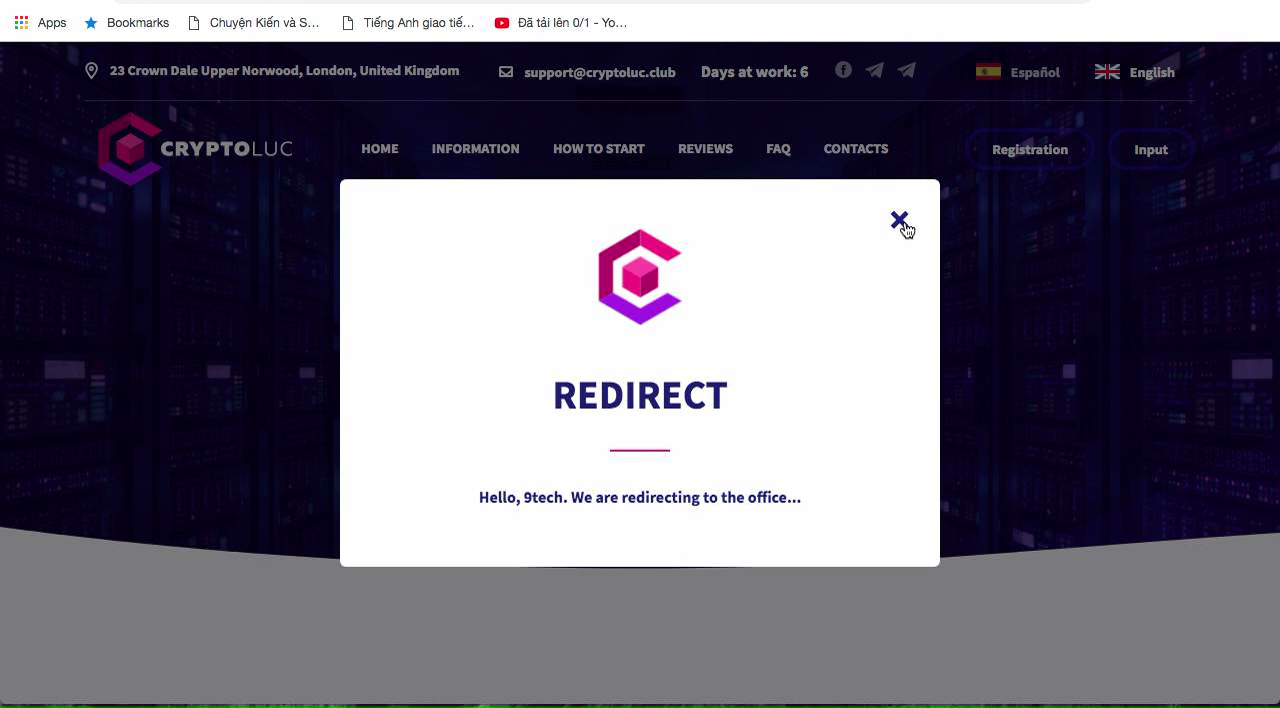 Apps Bookmarks Chuyện Kiến và S... Tiếng Anh giao tiế... Đã tải lên 0/1 - Yo...
23 Crown Dale Upper Norwood, London, United Kingdom support@cryptoluc.club Days at work: 6 Español English
CRYPTOLUC HOME INFORMATION HOW TO START REVIEWS FAQ CONTACTS Registration Input
REDIRECT
Hello, 9tech. We are redirecting to the office...